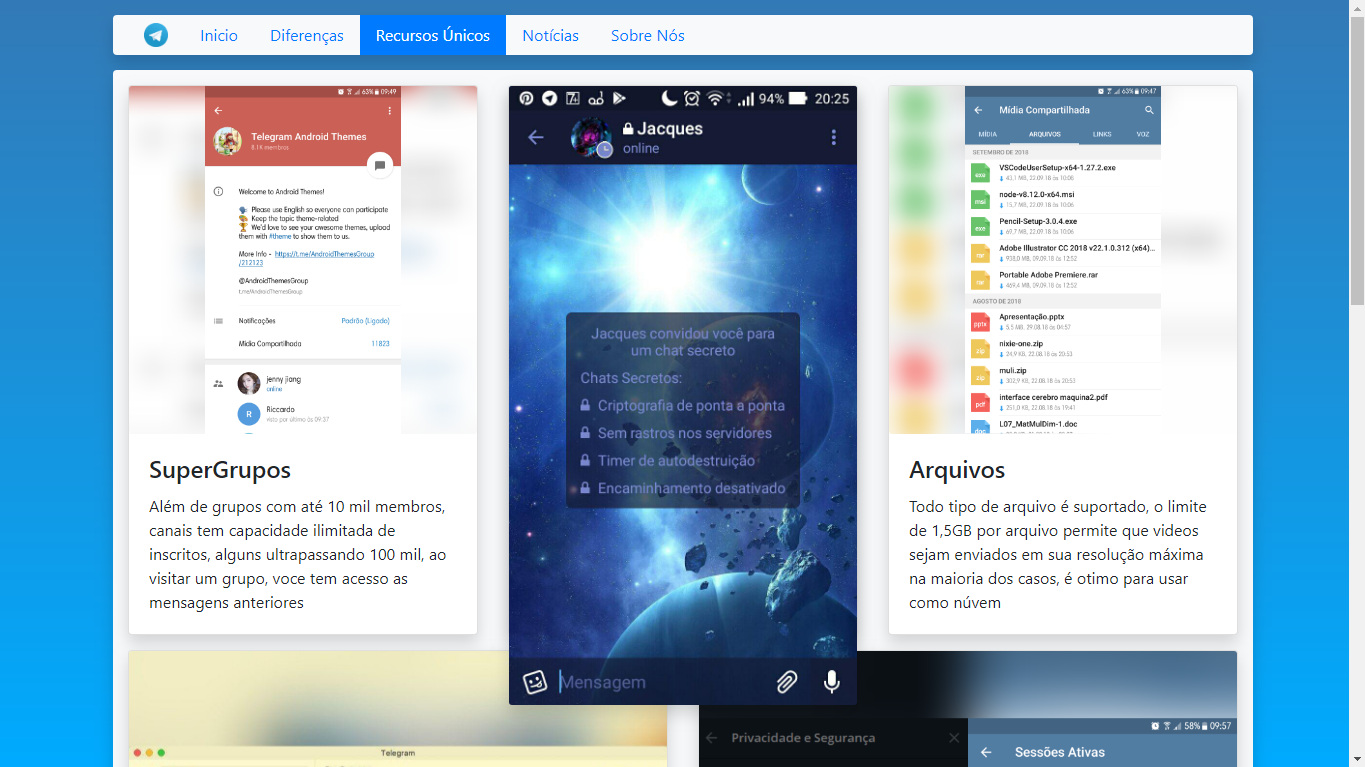 Inicio
Diferenças
Recursos Únicos
Notícias
Sobre Nós
63% 09:49
Telegram Android Themes
8.1K membros
Welcome to Android Themes!
Please use English so everyone can participate
Keep the topic theme-related
We'd love to see your awesome themes, upload
them with #theme to show them to us.
More Info - https://t.me/AndroidThemesGroup
/212123
@AndroidThemesGroup
t.me/AndroidThemesGroup
Notificações Padrão (Ligado)
Mídia Compartilhada 11823
jenny jiang
online
R
Riccardo
visto por último às 09:37
SuperGrupos
Além de grupos com até 10 mil membros,
canais tem capacidade ilimitada de
inscritos, alguns ultrapassando 100 mil, ao
visitar um grupo, voce tem acesso as
mensagens anteriores
94% 20:25
Jacques
online
Jacques convidou você para
um chat secreto
Chats Secretos:
Criptografia de ponta a ponta
Sem rastros nos servidores
Timer de autodestruição
Encaminhamento desativado
Mensagem
63% 09:47
Mídia Compartilhada
MÍDIA ARQUIVOS LINKS VOZ
SETEMBRO DE 2018
exe VSCodeUserSetup-x64-1.27.2.exe
43,1 MB, 22.09.18 às 10:06
msi node-v8.12.0-x64.msi
15,7 MB, 22.09.18 às 10:06
exe Pencil-Setup-3.0.4.exe
69,7 MB, 22.09.18 às 10:06
rar Adobe Illustrator CC 2018 v22.1.0.312 (x64)...
938,0 MB, 09.09.18 às 12:52
rar Portable Adobe Premiere.rar
469,4 MB, 09.09.18 às 12:52
AGOSTO DE 2018
pptx Apresentação.pptx
5,5 MB, 29.08.18 às 04:57
zip nixie-one.zip
24,9 KB, 22.08.18 às 20:53
zip muli.zip
302,9 KB, 22.08.18 às 20:53
pdf interface cerebro maquina2.pdf
251,0 KB, 22.08.18 às 19:41
doc L07_MatMulDim-1.doc
Arquivos
Todo tipo de arquivo é suportado, o limite
de 1,5GB por arquivo permite que videos
sejam enviados em sua resolução máxima
na maioria dos casos, é otimo para usar
como núvem
Telegram
Privacidade e Segurança
58% 09:57
Sessões Ativas